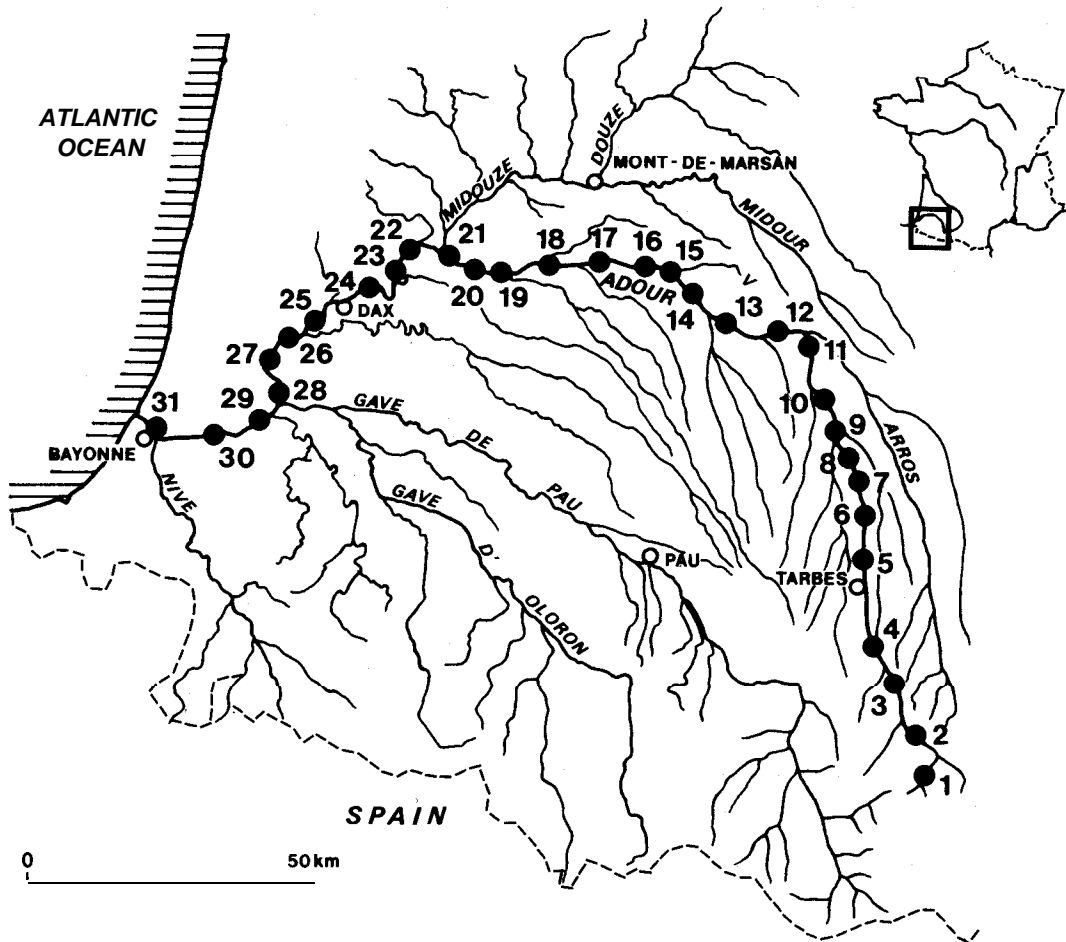 ATLANTIC
OCEAN
DOUZE
MONT-DE-MARSAN
MIDOUZE
MIDOUR
22
21
18
17
16
15
23
24
DAX
20
19
ADOUR
14
13
12
11
V
25
26
27
28
29
30
31
BAYONNE
NIVE
GAVE
DE
PAU
GAVE
D'
OLORON
PAU
10
9
8
7
6
5
ARROS
TARBES
4
3
2
1
SPAIN
0
50 km